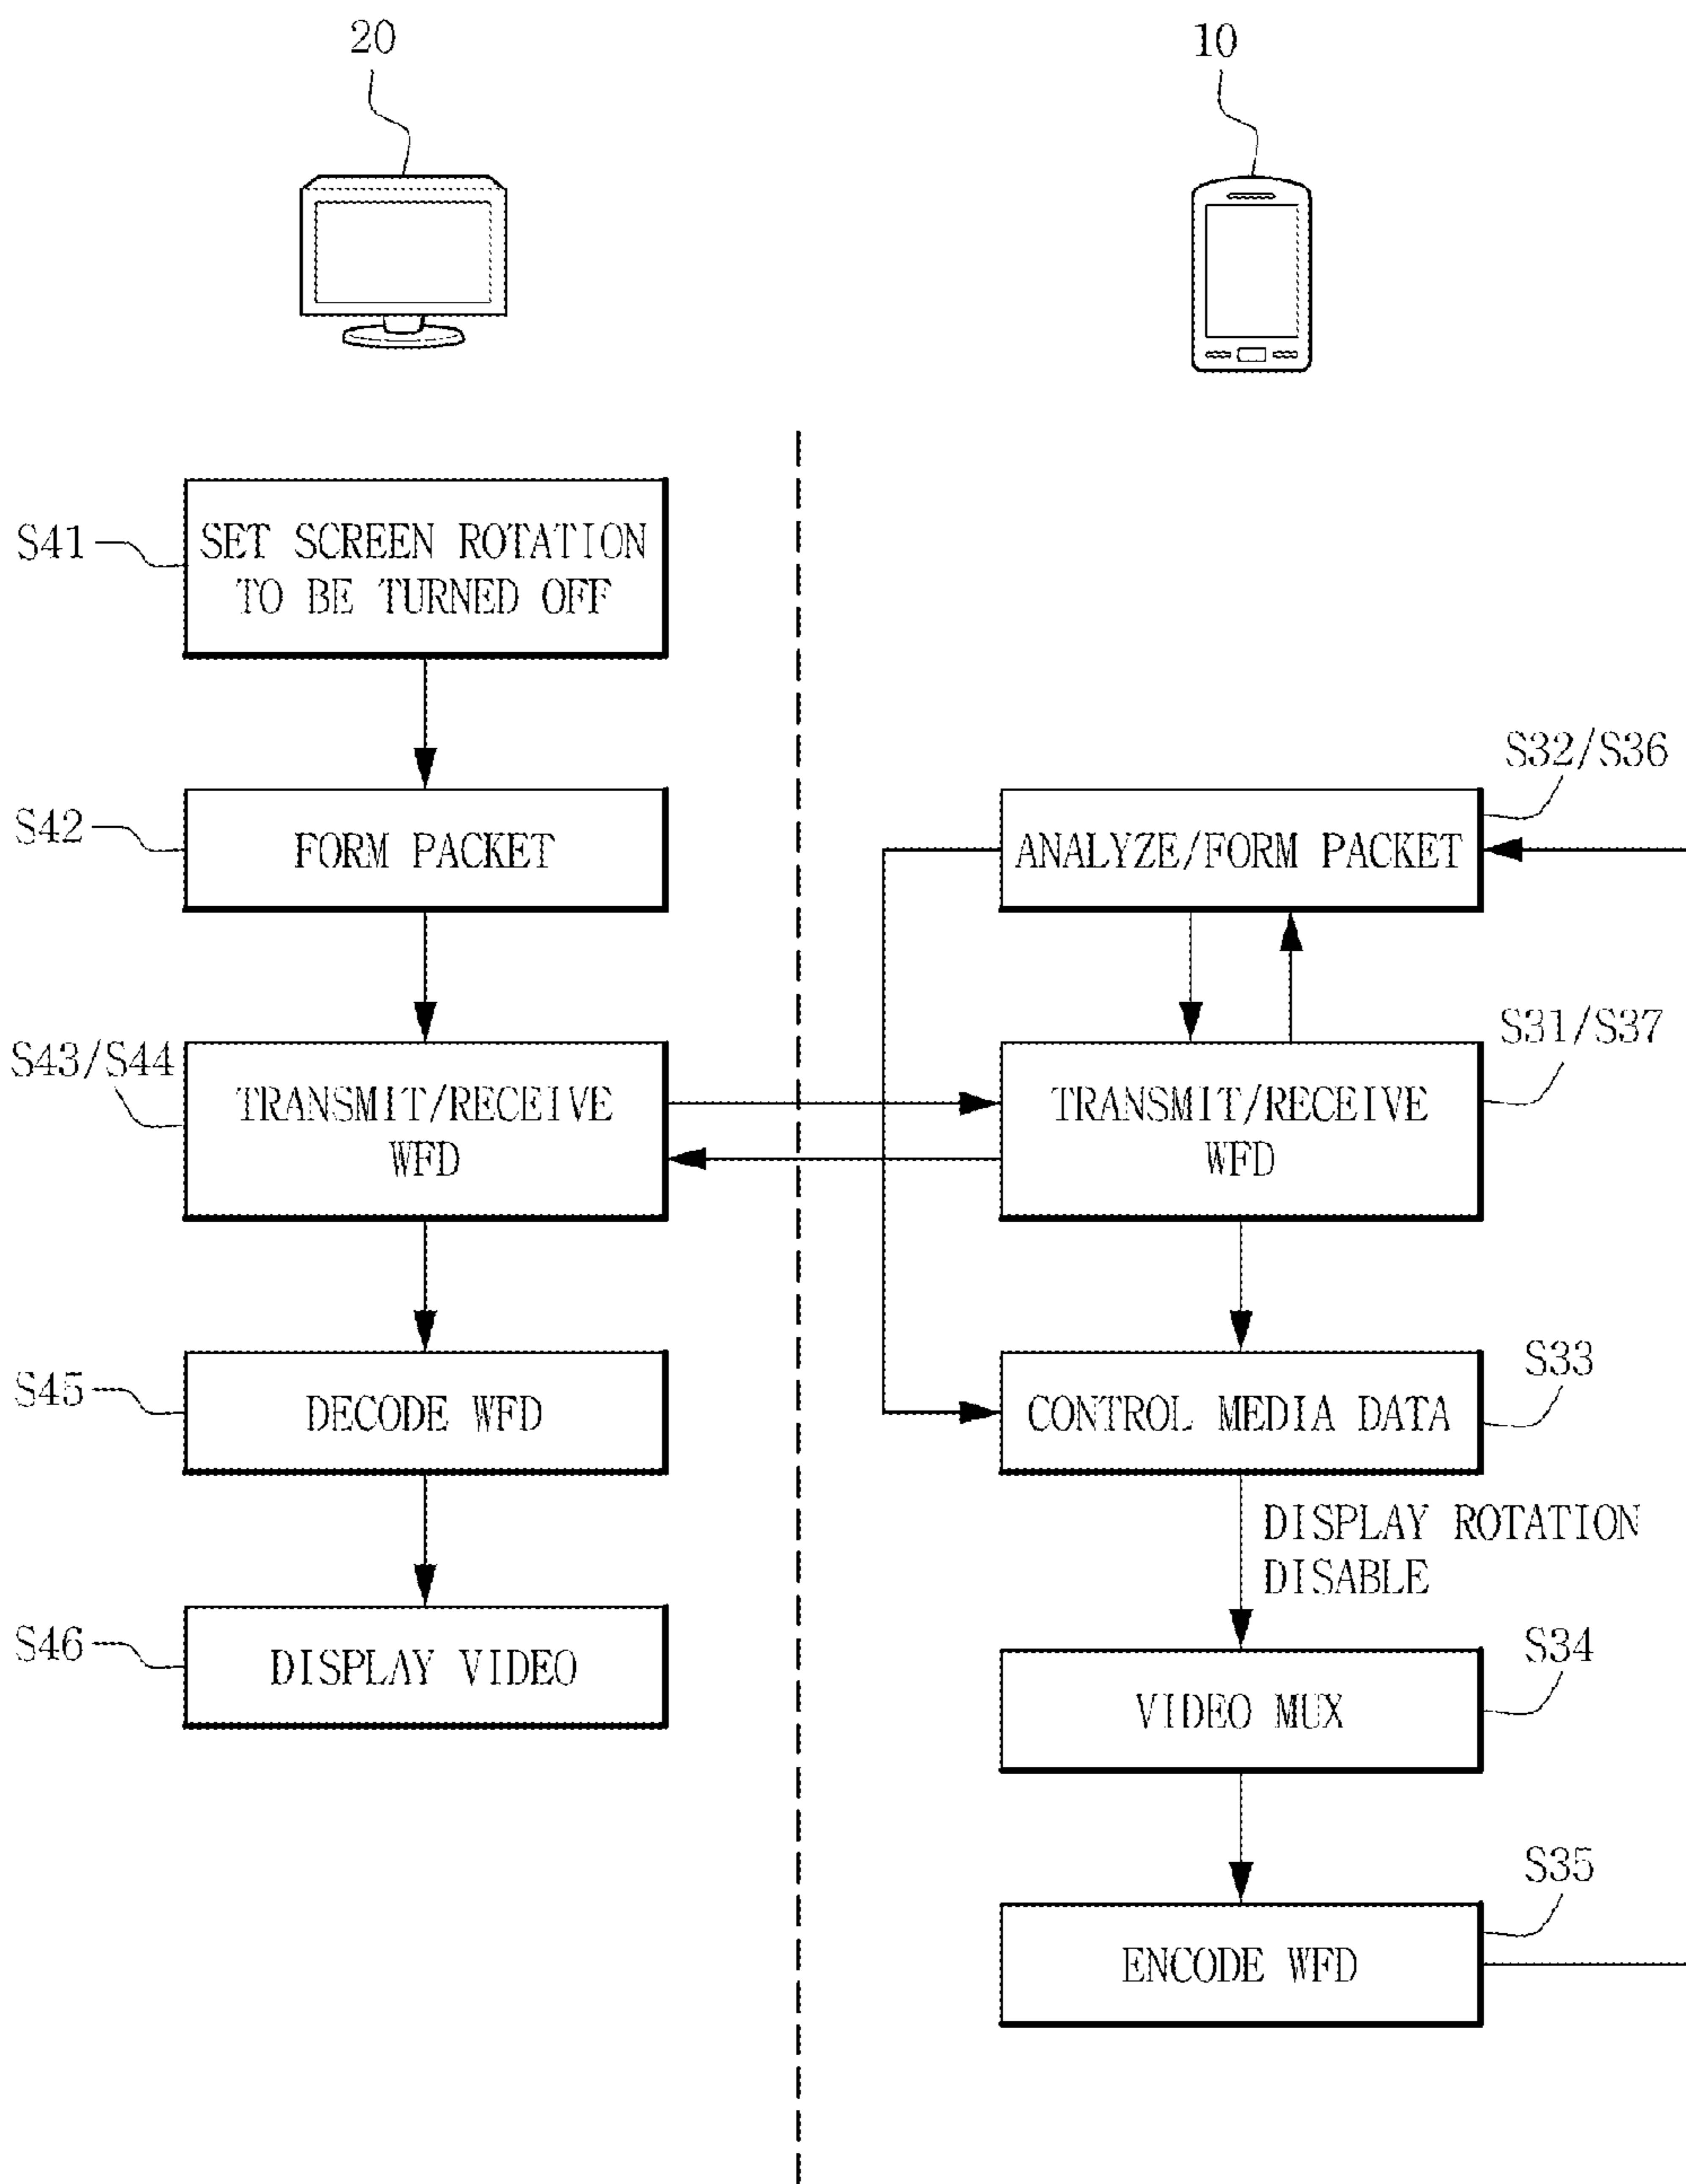 20
10
S41
SET SCREEN ROTATION
TO BE TURNED OFF
S42
FORM PACKET
S32/S36
ANALYZE/FORM PACKET
S43/S44
TRANSMIT/RECEIVE
WFD
S31/S37
TRANSMIT/RECEIVE
WFD
S45
DECODE WFD
S33
CONTROL MEDIA DATA
DISPLAY ROTATION
DISABLE
S46
DISPLAY VIDEO
S34
VIDEO MUX
S35
ENCODE WFD